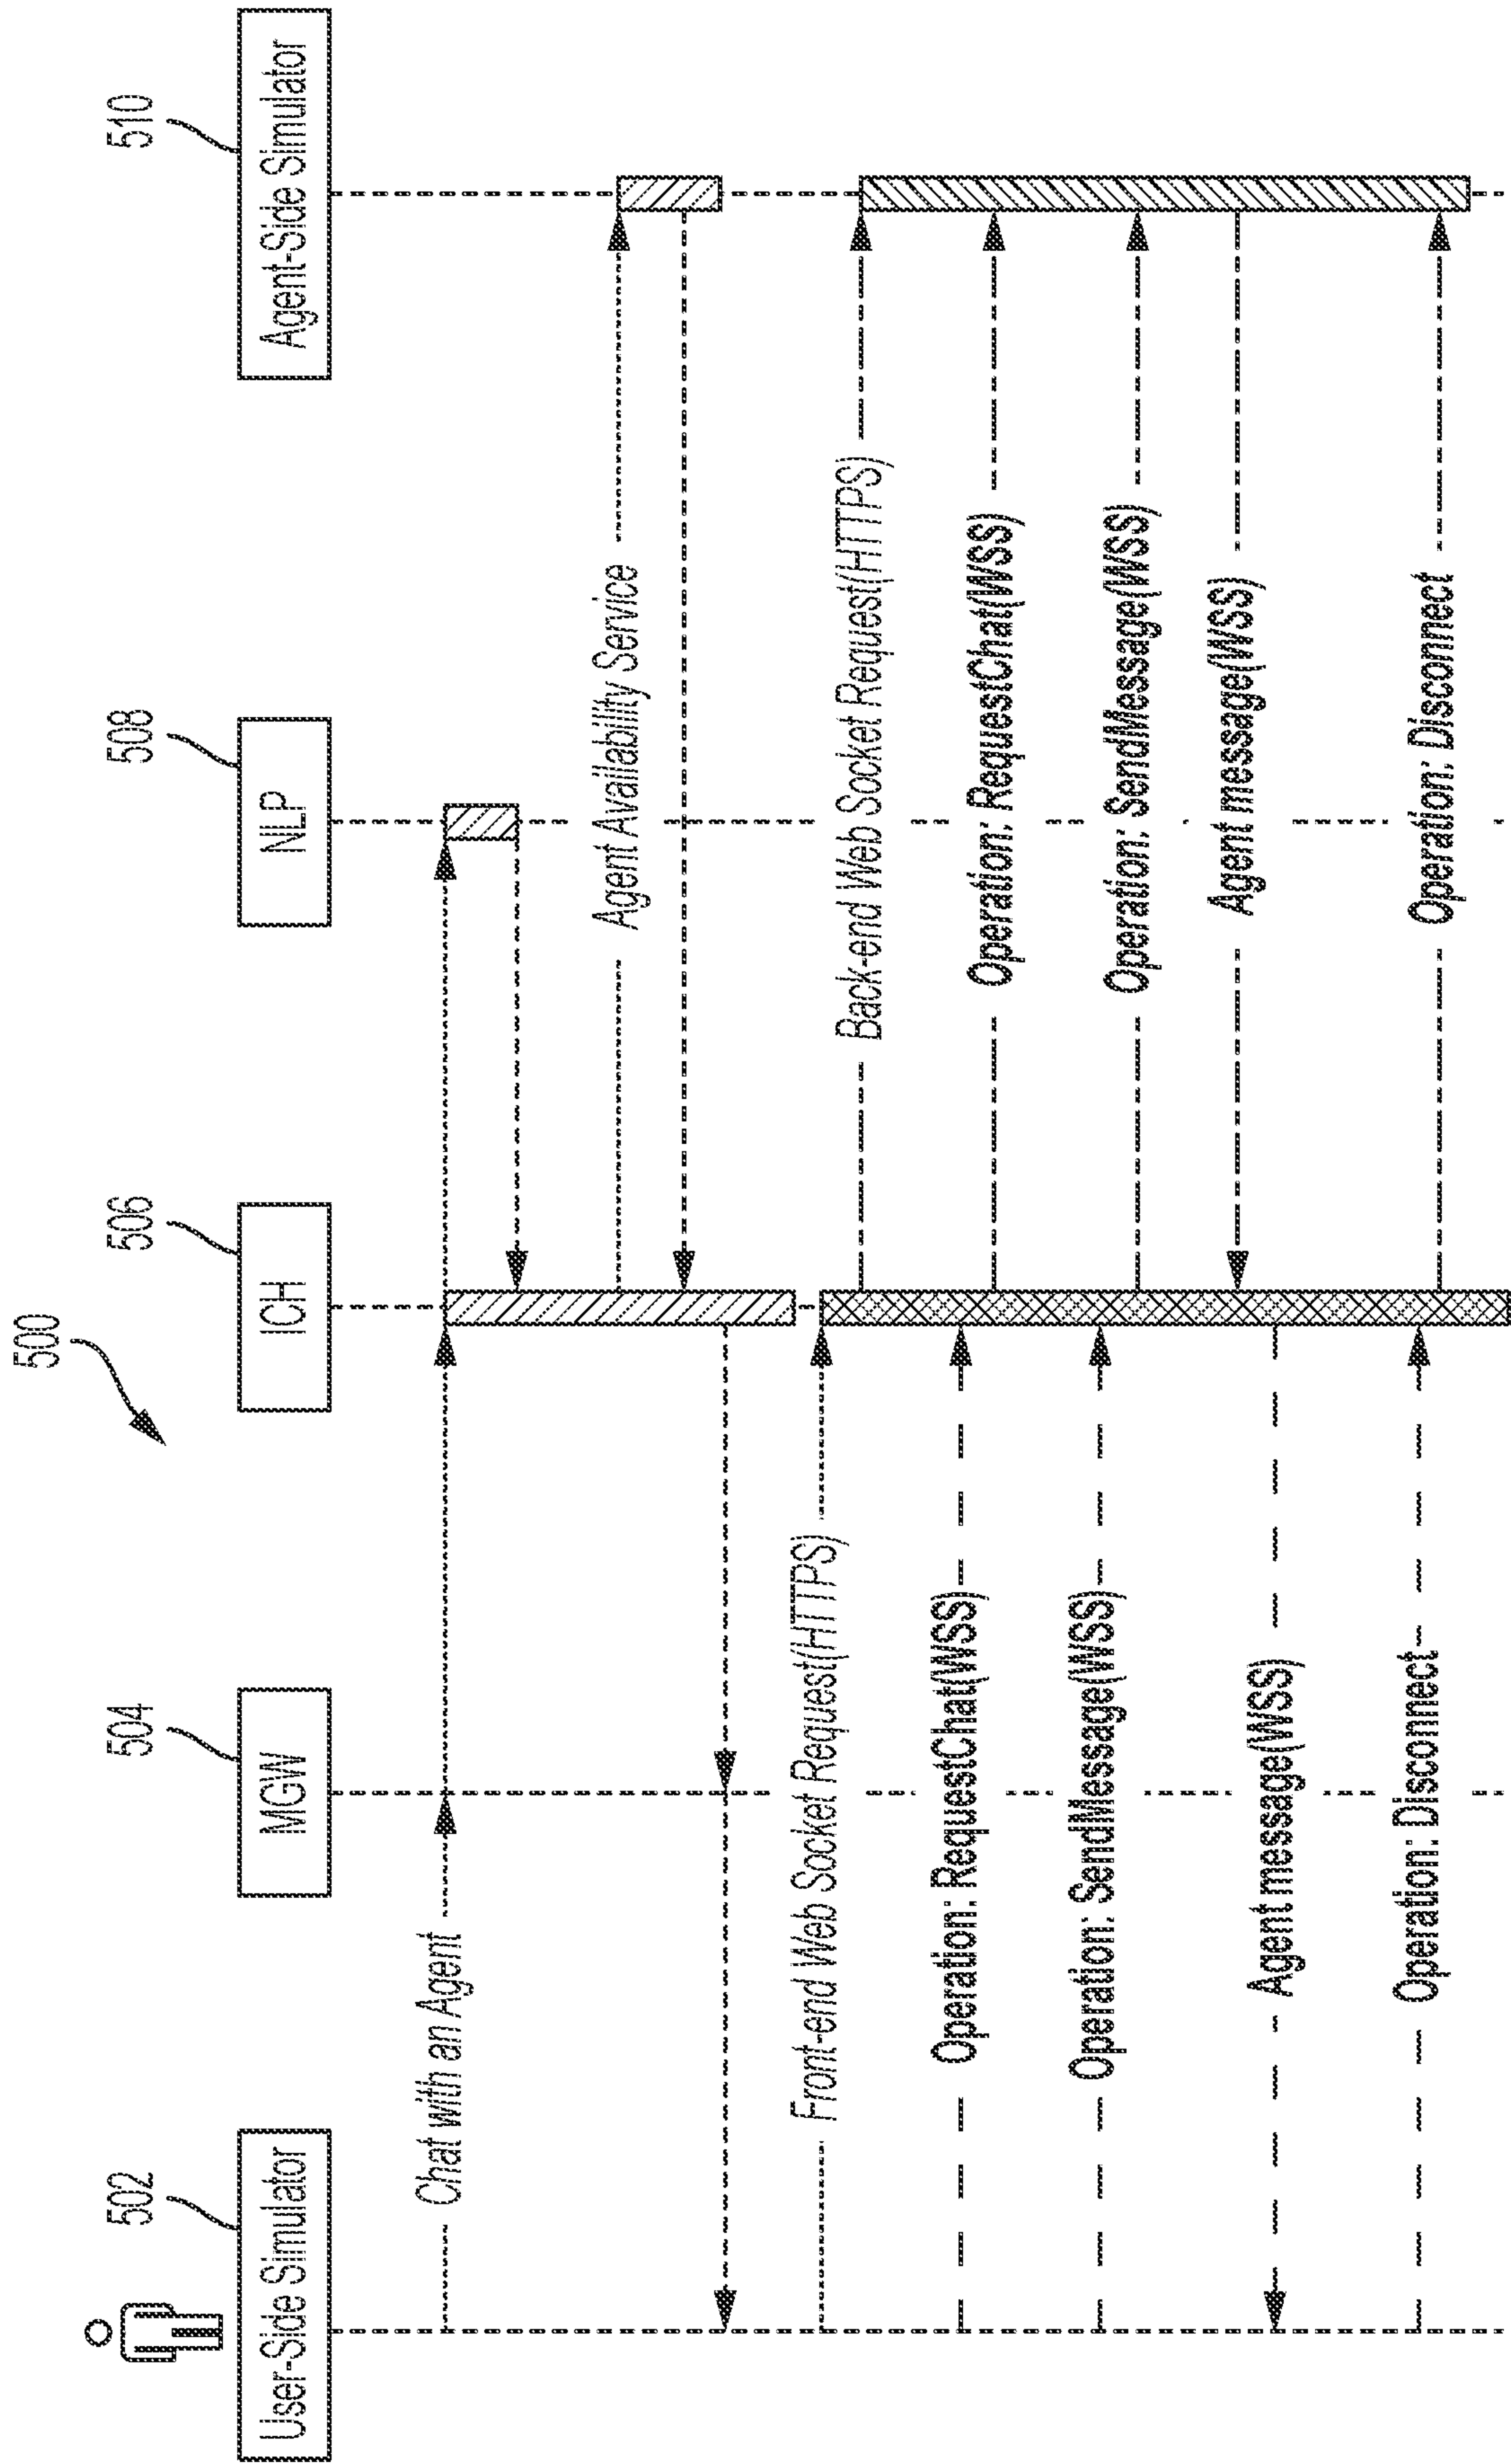 500
502
504
506
508
510
User-Side Simulator
MGW
ICH
NLP
Agent-Side Simulator
Chat with an Agent
Agent Availability Service
Front-end Web Socket Request(HTTPS)
Back-end Web Socket Request(HTTPS)
Operation: RequestChat(WSS)
Operation: RequestChat(WSS)
Operation: SendMessage(WSS)
Operation: SendMessage(WSS)
Agent message(WSS)
Agent message(WSS)
Operation: Disconnect
Operation: Disconnect